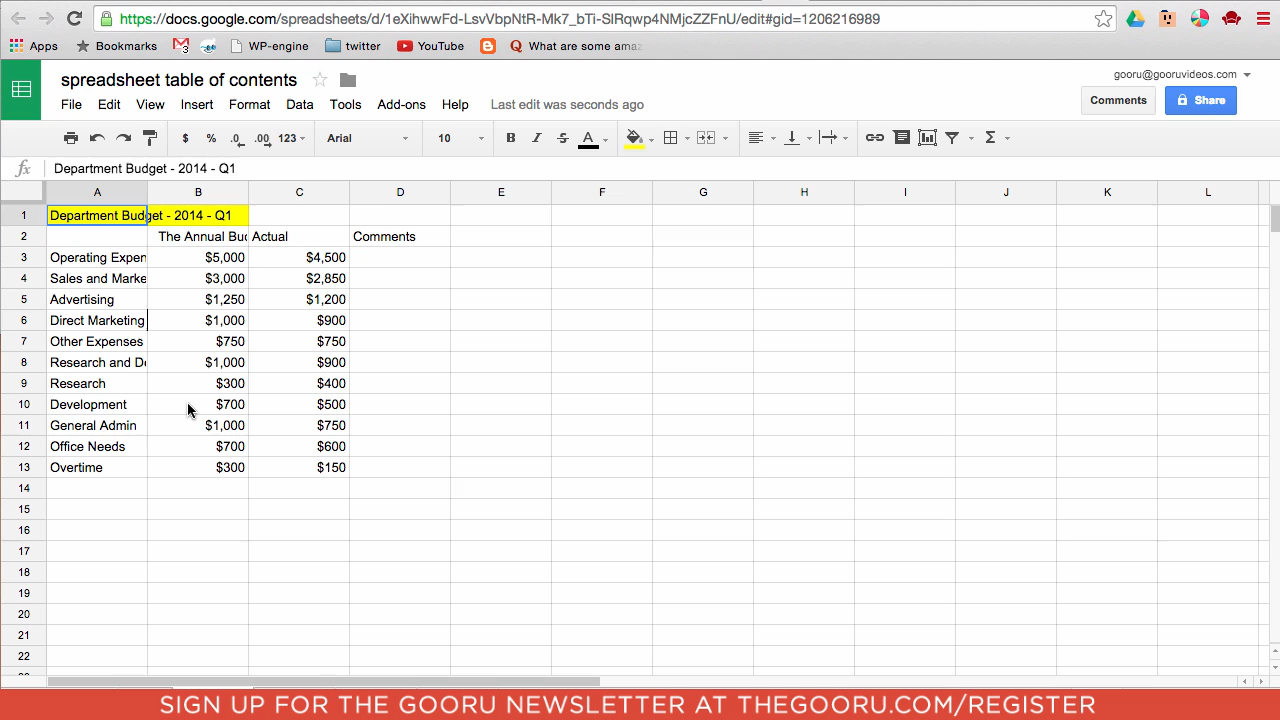 https://docs.google.com/spreadsheets/d/1eXihwwFd-LsvVbpNtR-Mt7_bTi-SlRqwp4NMjcZZFnU/edit#gid=1206216989
Apps Bookmarks WP-engine twitter YouTube What are some ama
spreadsheet table of contents
gooru@gooruvideos.com
File Edit View Insert Format Data Tools Add-ons Help Last edit was seconds ago
Comments Share
$ % .0 .00 123 Arial 10 B I S A Σ
fx Department Budget - 2014 - Q1
A B C D E F G H I J K L
1 Department Budget - 2014 - Q1
2 The Annual Bud Actual Comments
3 Operating Expen $5,000 $4,500
4 Sales and Marke $3,000 $2,850
5 Advertising $1,250 $1,200
6 Direct Marketing $1,000 $900
7 Other Expenses $750 $750
8 Research and De $1,000 $900
9 Research $300 $400
10 Development $700 $500
11 General Admin $1,000 $750
12 Office Needs $700 $600
13 Overtime $300 $150
14
15
16
17
18
19
20
21
22
SIGN UP FOR THE GOORU NEWSLETTER AT THEGOORU.COM/REGISTER